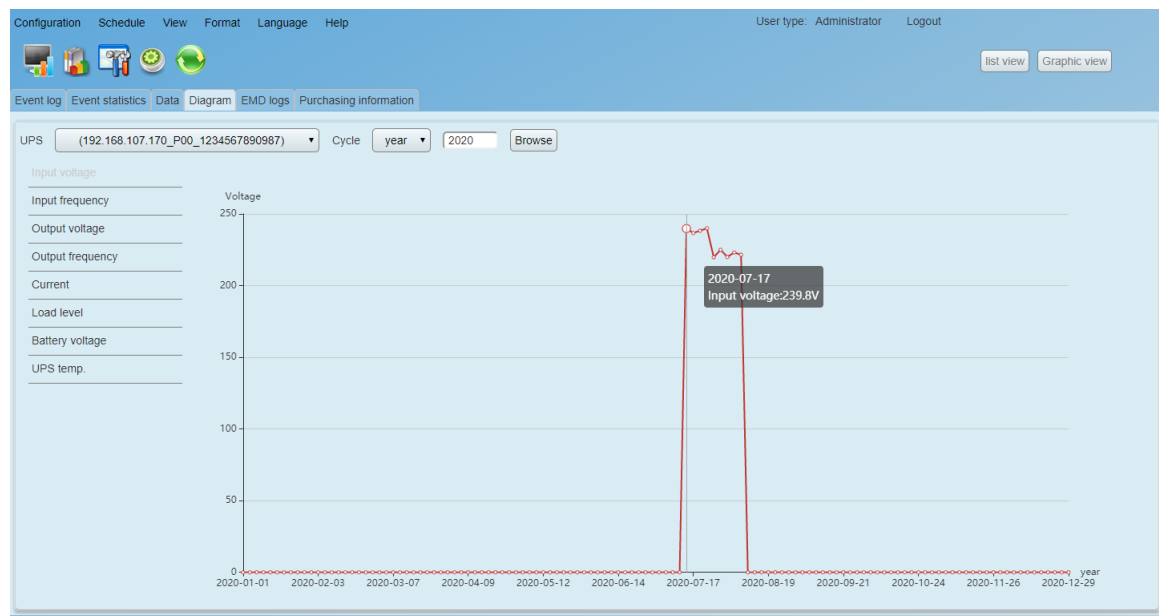 Configuration Schedule View Format Language Help User type: Administrator Logout
list view Graphic view
Event log Event statistics Data Diagram EMD logs Purchasing information
UPS (192.168.107.170_P00_1234567890987) Cycle year 2020 Browse
Input voltage
Input frequency
Output voltage
Output frequency
Current
Load level
Battery voltage
UPS temp.
Voltage
250
200
150
100
50
0
2020-07-17
Input voltage:239.8V
2020-01-01 2020-02-03 2020-03-07 2020-04-09 2020-05-12 2020-06-14 2020-07-17 2020-08-19 2020-09-21 2020-10-24 2020-11-26 2020-12-29
year